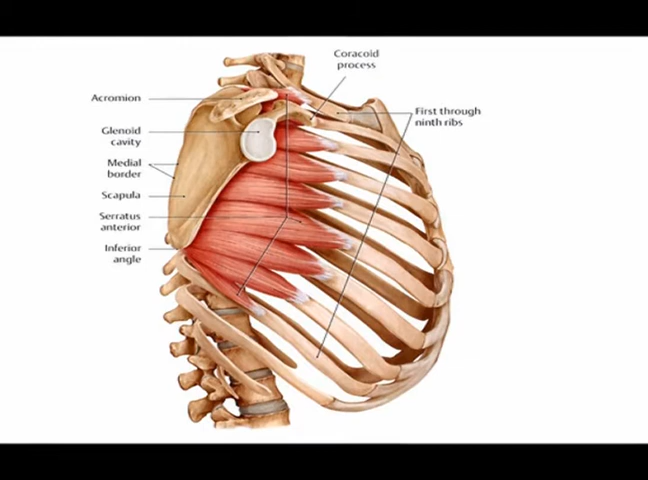 Coracoid
process
Acromion
First through
ninth ribs
Glenoid
cavity
Medial
border
Scapula
Serratus
anterior
Inferior
angle